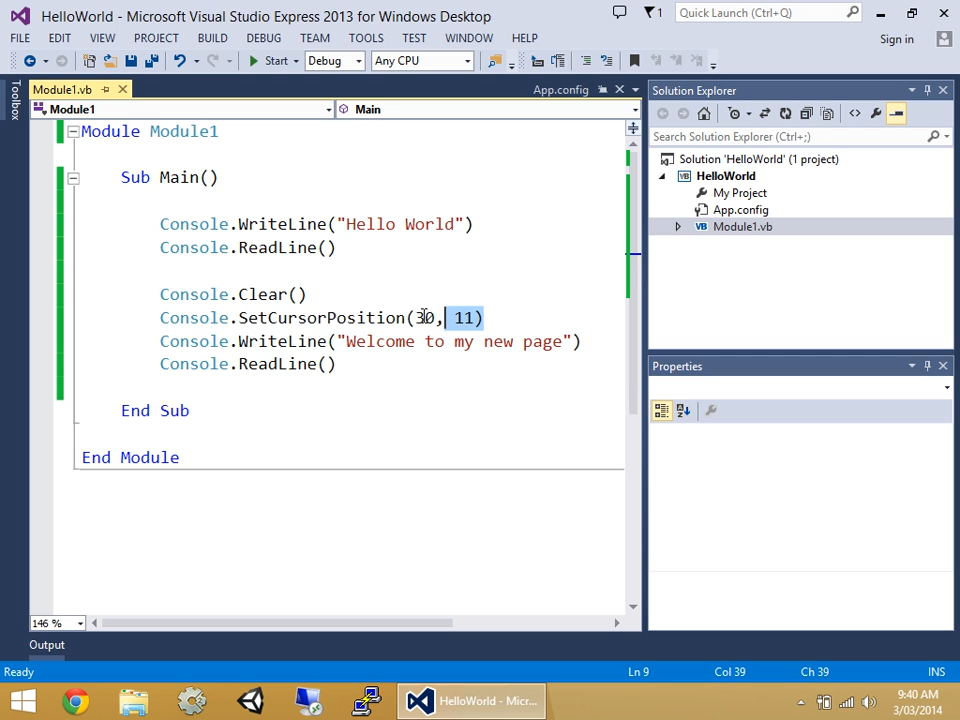 HelloWorld - Microsoft Visual Studio Express 2013 for Windows Desktop
1
Quick Launch (Ctrl+Q)
FILE EDIT VIEW PROJECT BUILD DEBUG TEAM TOOLS TEST WINDOW HELP
Sign in
Start Debug Any CPU
Toolbox
Module1.vb
App.config
Module1
Main
Module Module1
Sub Main()
Console.WriteLine("Hello World")
Console.ReadLine()
Console.Clear()
Console.SetCursorPosition(30, 11)
Console.WriteLine("Welcome to my new page")
Console.ReadLine()
End Sub
End Module
146 %
Output
Solution Explorer
Search Solution Explorer (Ctrl+;)
Solution 'HelloWorld' (1 project)
VB HelloWorld
My Project
App.config
VB Module1.vb
Properties
Ready
Ln 9
Col 39
Ch 39
INS
HelloWorld - Micr...
9:40 AM
3/03/2014